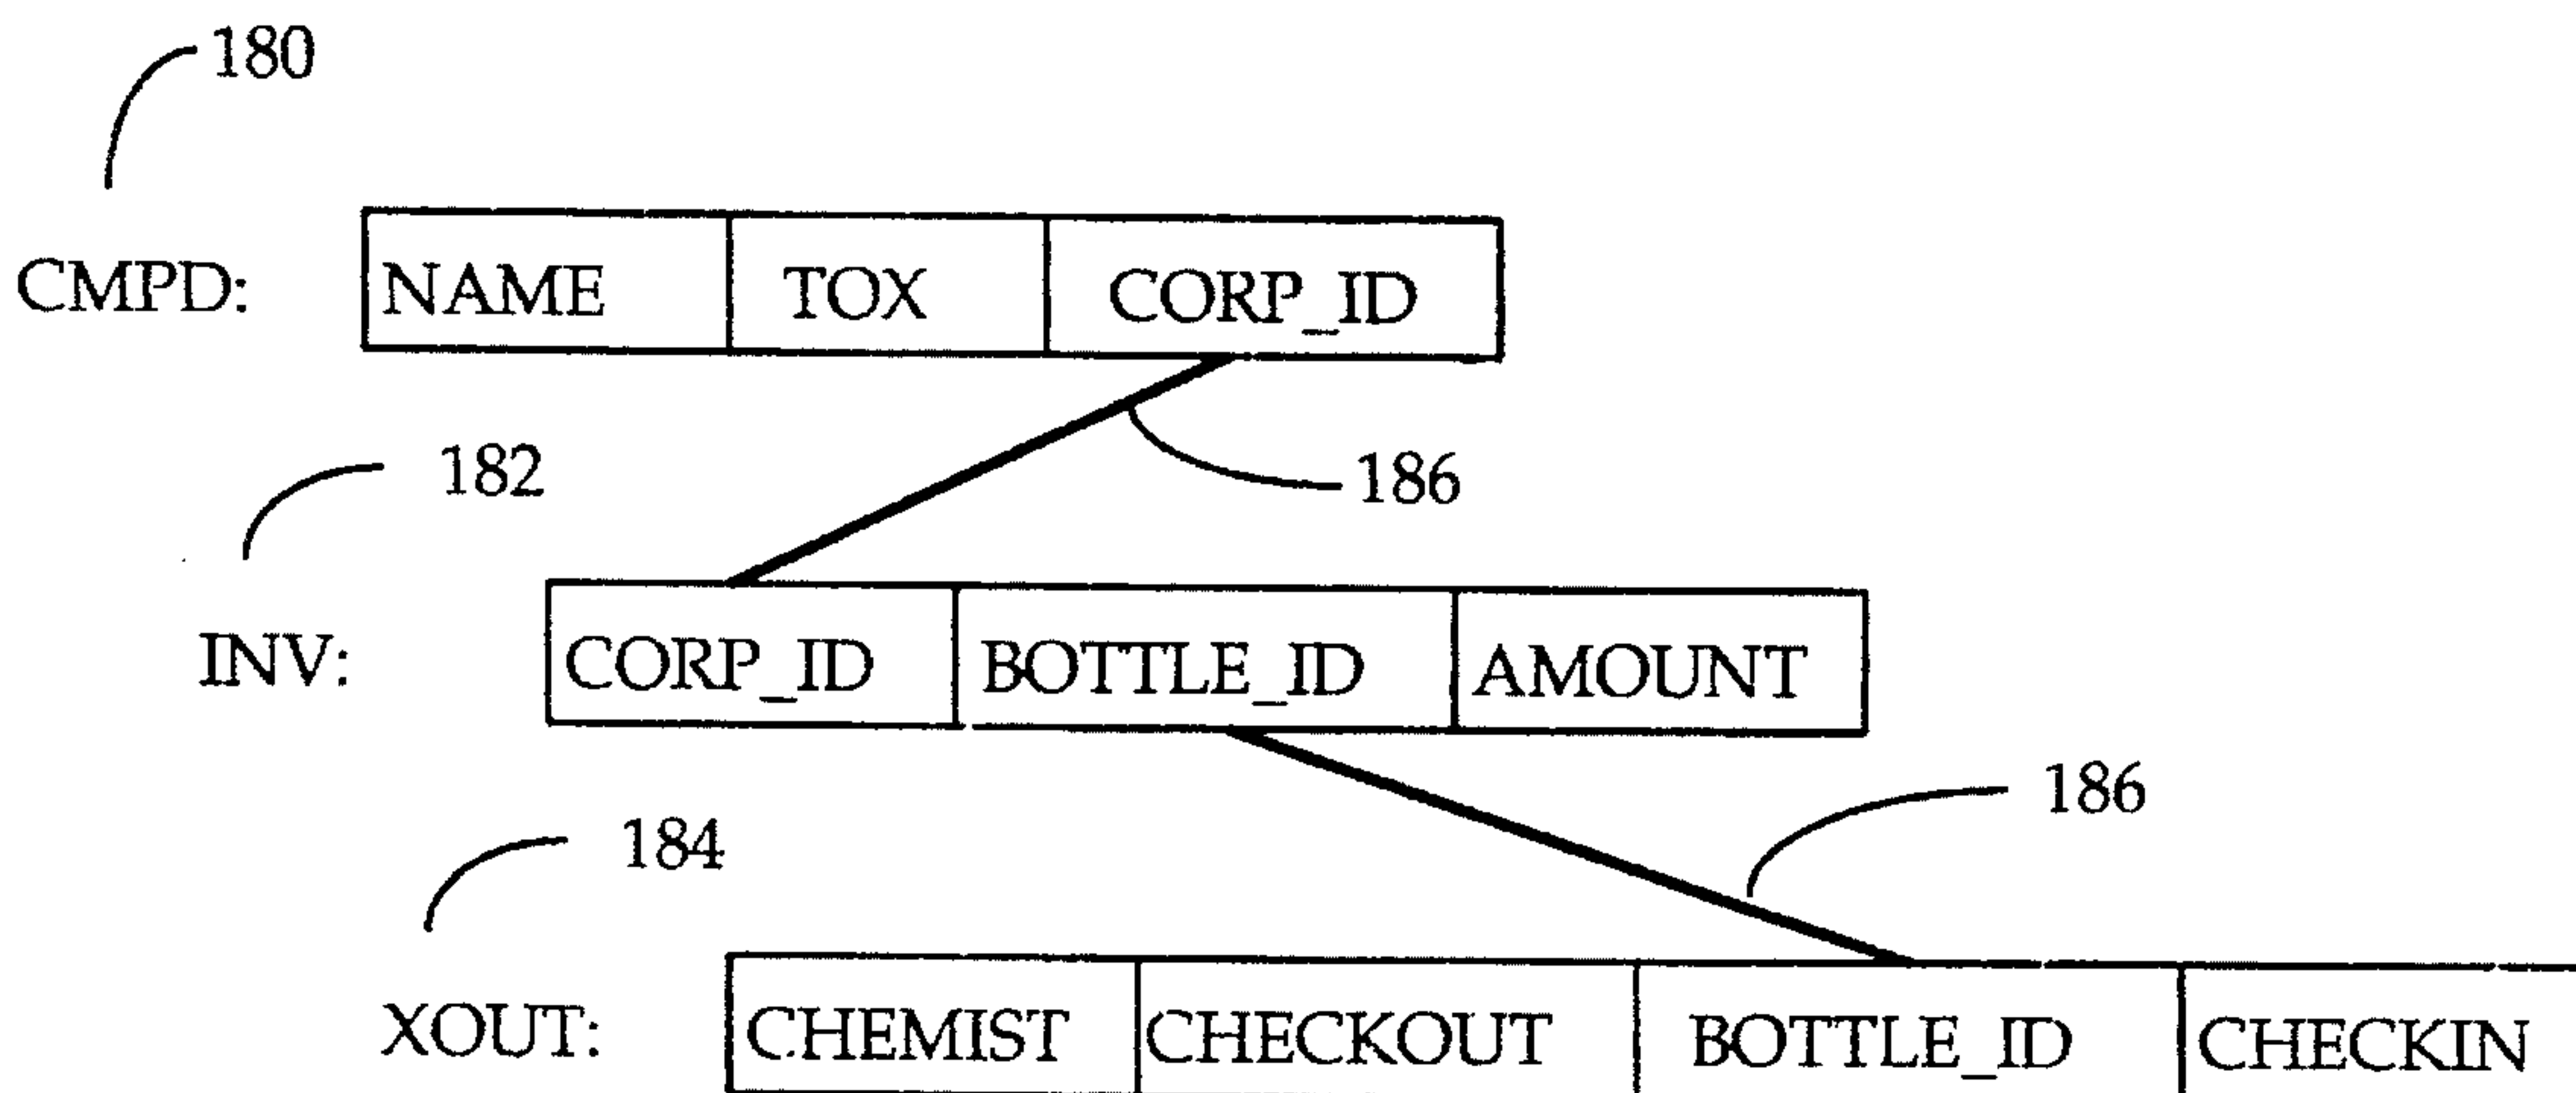 180
CMPD: NAME TOX CORP_ID
182
186
INV: CORP_ID BOTTLE_ID AMOUNT
186
184
XOUT: CHEMIST CHECKOUT BOTTLE_ID CHECKIN